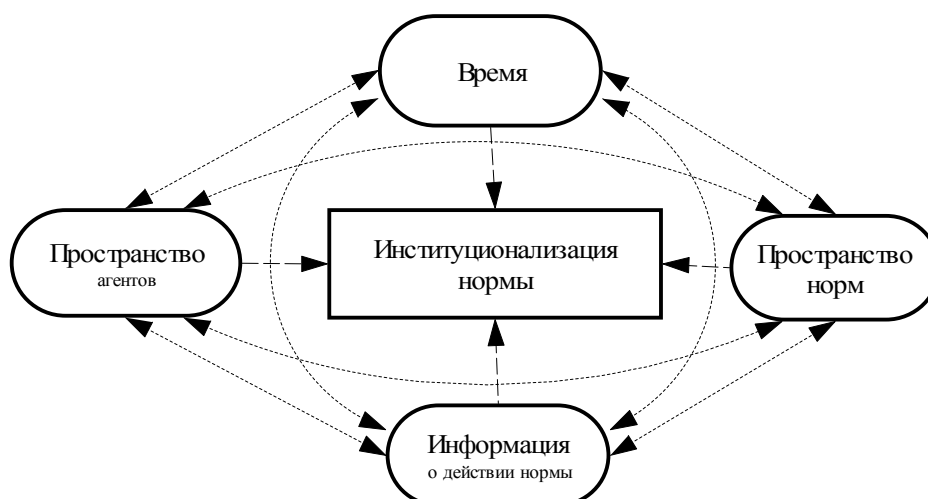 Время
Пространство
агентов
Институционализация
нормы
Пространство
норм
Информация
о действии нормы